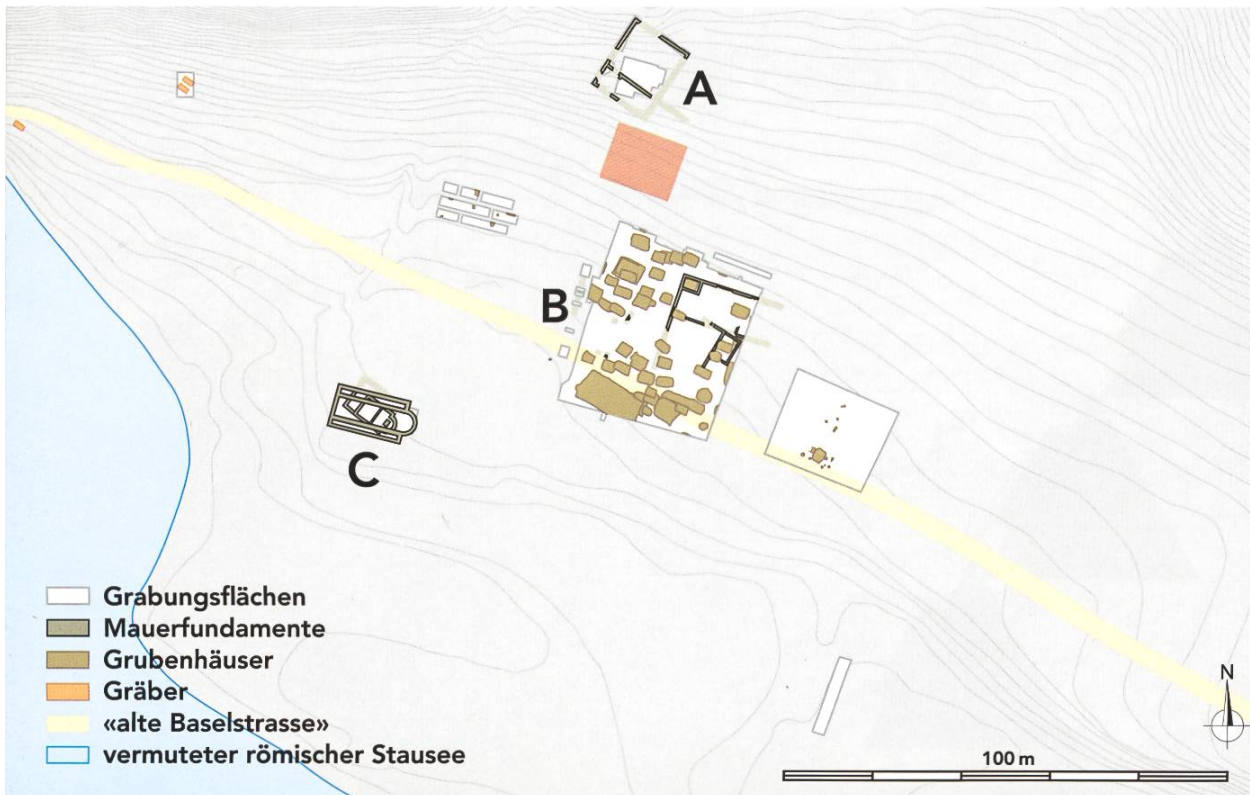 A
B
C
Grabungsflächen
Mauerfundamente
Grubenhäuser
Gräber
«alte Baselstrasse»
vermuteter römischer Stausee
N
100 m